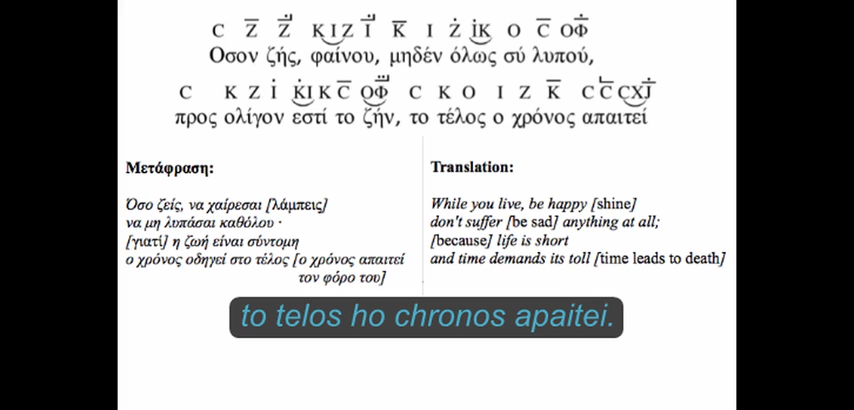 C Z̅ Z̅̈ K͜IZ I̅̈ K̅ I Ż İ͜K O C̅ OΦ̅̇
Οσον ζής, φαίνου, μηδέν όλως σύ λυπού,
C K Z İ K̇͜I K C̅ O͜Φ̅̈ C K O I Z K̅ C C̅ C͜XꞀ̇
προς ολίγον εστί το ζήν, το τέλος ο χρόνος απαιτεί
Μετάφραση:
Όσο ζείς, να χαίρεσαι [λάμπεις]
να μη λυπάσαι καθόλου ·
[γιατί] η ζωή είναι σύντομη
ο χρόνος οδηγεί στο τέλος [ο χρόνος απαιτεί
τον φόρο του]
Translation:
While you live, be happy [shine]
don't suffer [be sad] anything at all;
[because] life is short
and time demands its toll [time leads to death]
to telos ho chronos apaitei.